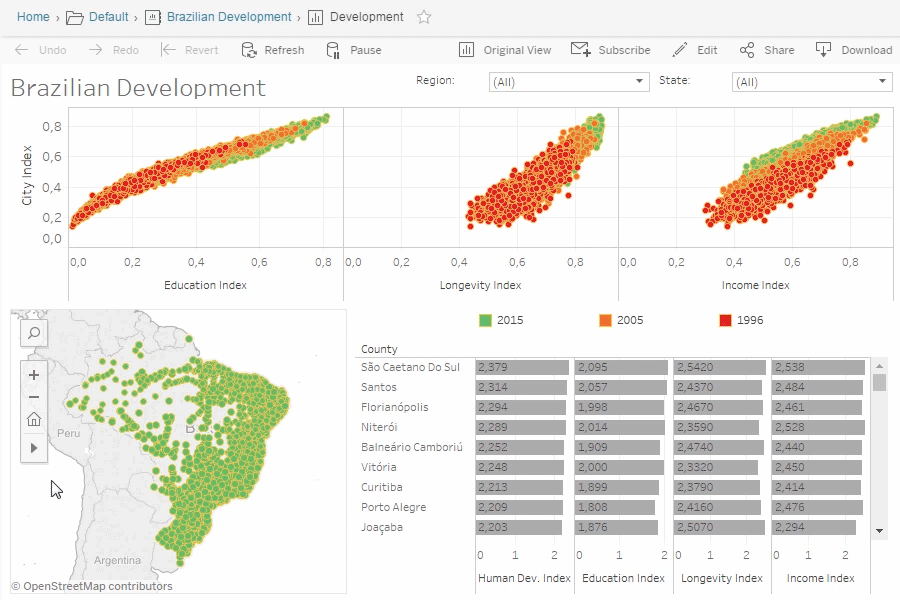 Home › Default › Brazilian Development › Development
Undo Redo Revert Refresh Pause Original View Subscribe Edit Share Download
Brazilian Development
Region: (All) State: (All)
City Index
0,8
0,6
0,4
0,2
0,0
0,0 0,2 0,4 0,6 0,8 0,0 0,2 0,4 0,6 0,8 0,0 0,2 0,4 0,6 0,8
Education Index Longevity Index Income Index
2015 2005 1996
Peru
B
Argentina
© OpenStreetMap contributors
County
São Caetano Do Sul 2,379 2,095 2,5420 2,538
Santos 2,314 2,057 2,4370 2,484
Florianópolis 2,294 1,998 2,4670 2,461
Niterói 2,289 2,014 2,3590 2,528
Balneário Camboriú 2,252 1,909 2,4740 2,440
Vitória 2,248 2,000 2,3320 2,450
Curitiba 2,213 1,899 2,3790 2,414
Porto Alegre 2,209 1,808 2,4160 2,476
Joaçaba 2,203 1,876 2,5070 2,294
0 1 2 0 1 2 0 1 2 0 1 2
Human Dev. Index Education Index Longevity Index Income Index